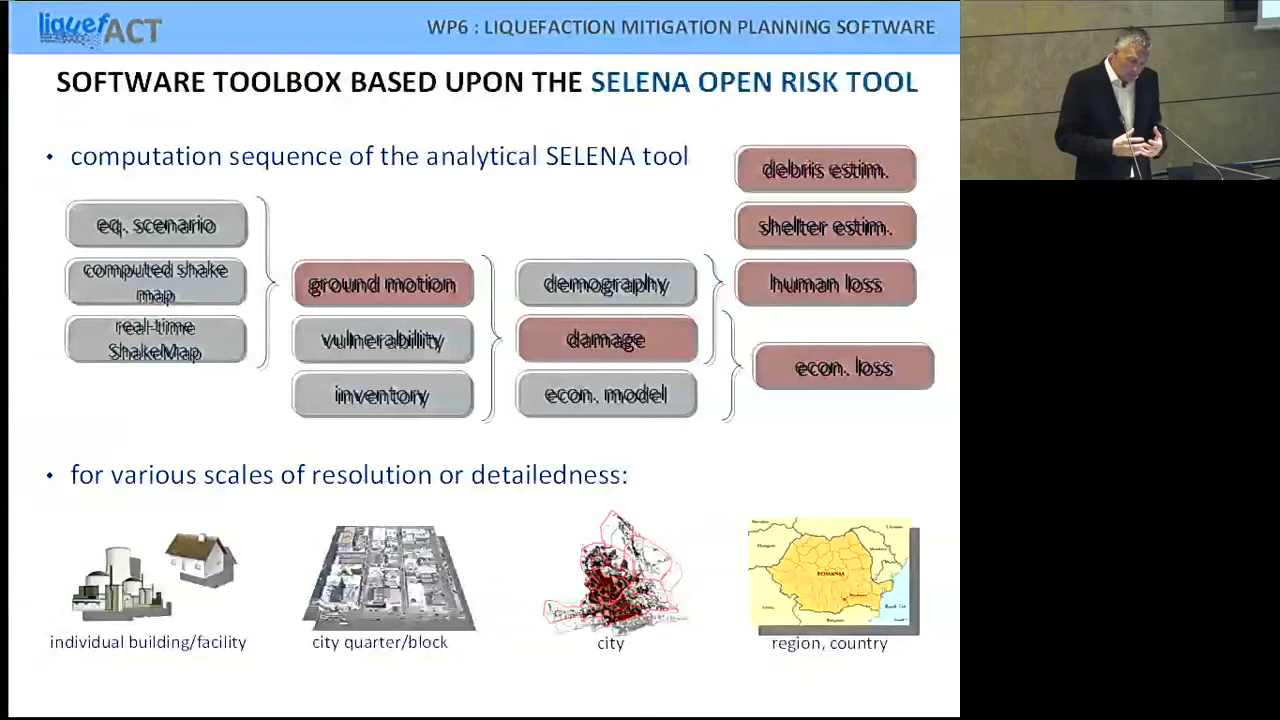 liquefACT
WP6 : LIQUEFACTION MITIGATION PLANNING SOFTWARE
SOFTWARE TOOLBOX BASED UPON THE SELENA OPEN RISK TOOL
• computation sequence of the analytical SELENA tool
eq. scenario
computed shake
map
real-time
ShakeMap
ground motion
vulnerability
inventory
demography
damage
econ. model
debris estim.
shelter estim.
human loss
econ. loss
• for various scales of resolution or detailedness:
individual building/facility
city quarter/block
city
ROMANIA
region, country